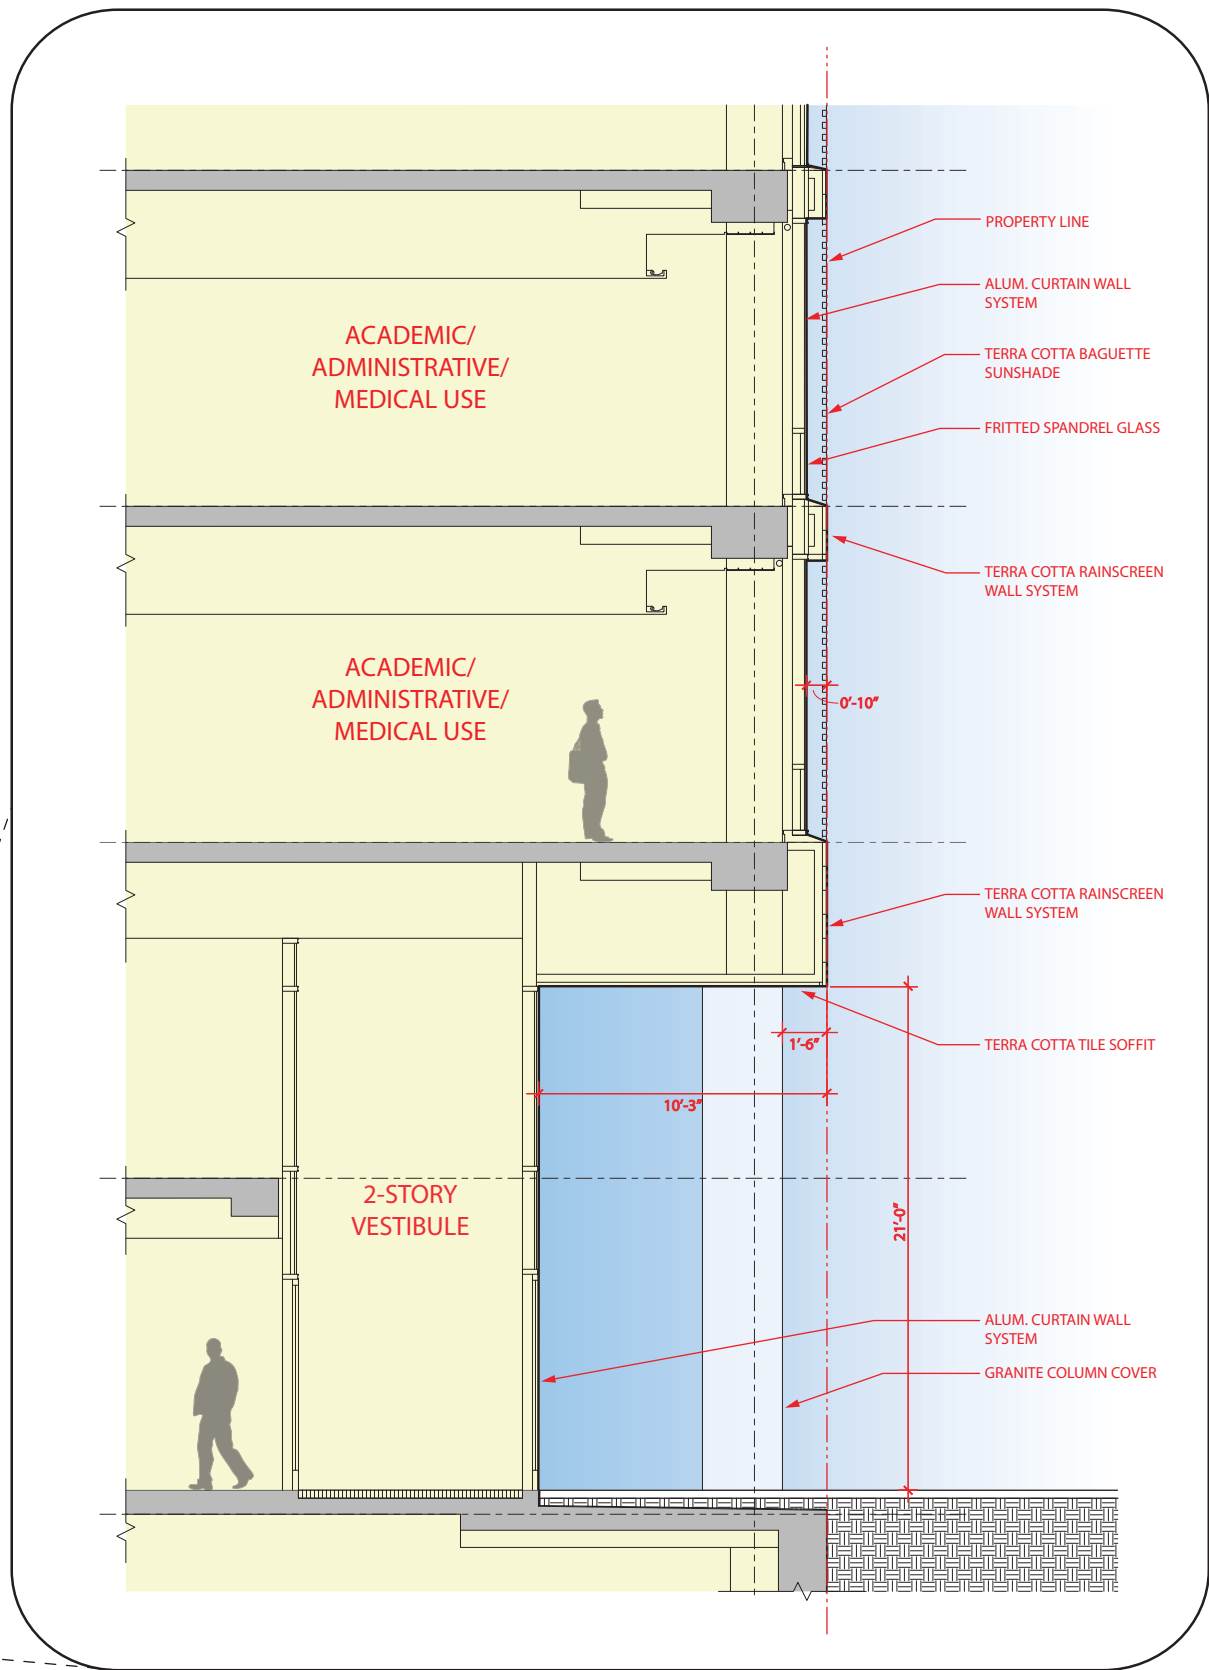 PROPERTY LINE
ALUM. CURTAIN WALL
SYSTEM
ACADEMIC/
ADMINISTRATIVE/
MEDICAL USE
TERRA COTTA BAGUETTE
SUNSHADE
FRITTED SPANDREL GLASS
TERRA COTTA RAINSCREEN
WALL SYSTEM
ACADEMIC/
ADMINISTRATIVE/
MEDICAL USE
0'-10"
TERRA COTTA RAINSCREEN
WALL SYSTEM
1'-6"
TERRA COTTA TILE SOFFIT
10'-3"
2-STORY
VESTIBULE
21'-0"
ALUM. CURTAIN WALL
SYSTEM
GRANITE COLUMN COVER